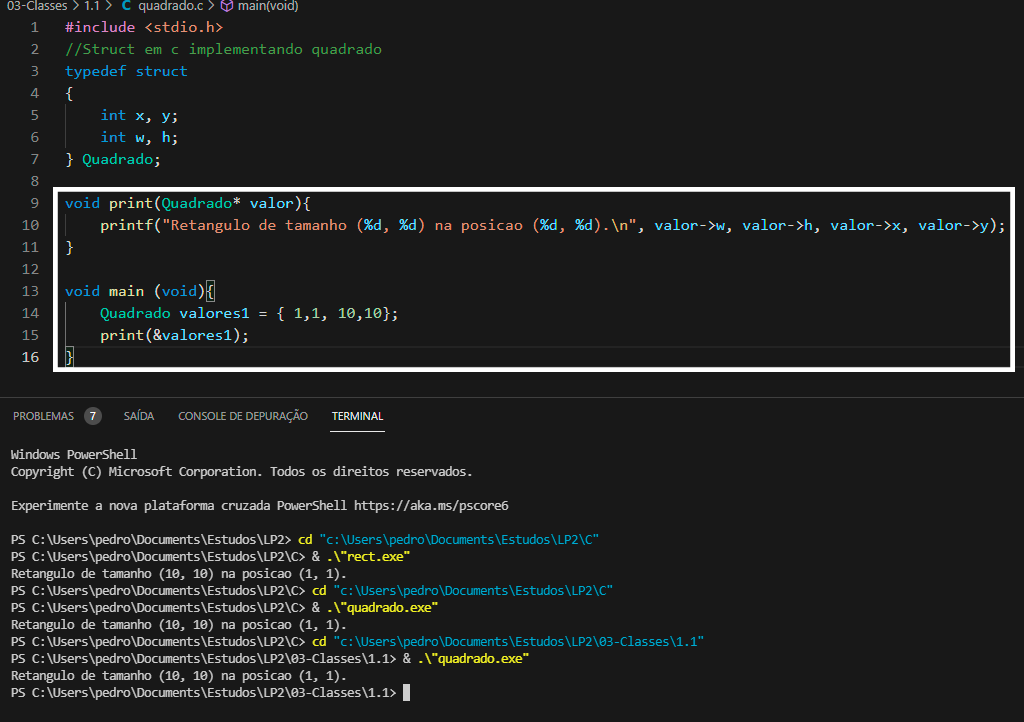 03-Classes > 1.1 > C quadrado.c > main(void)
1 #include <stdio.h>
2 //Struct em c implementando quadrado
3 typedef struct
4 {
5     int x, y;
6     int w, h;
7 } Quadrado;
8
9 void print(Quadrado* valor){
10     printf("Retangulo de tamanho (%d, %d) na posicao (%d, %d).\n", valor->w, valor->h, valor->x, valor->y);
11 }
12
13 void main (void){
14     Quadrado valores1 = { 1,1, 10,10};
15     print(&valores1);
16 }
PROBLEMAS 7 SAÍDA CONSOLE DE DEPURAÇÃO TERMINAL
Windows PowerShell
Copyright (C) Microsoft Corporation. Todos os direitos reservados.
Experimente a nova plataforma cruzada PowerShell https://aka.ms/pscore6
PS C:\Users\pedro\Documents\Estudos\LP2> cd "c:\Users\pedro\Documents\Estudos\LP2\C"
PS C:\Users\pedro\Documents\Estudos\LP2\C> & .\"rect.exe"
Retangulo de tamanho (10, 10) na posicao (1, 1).
PS C:\Users\pedro\Documents\Estudos\LP2\C> cd "c:\Users\pedro\Documents\Estudos\LP2\C"
PS C:\Users\pedro\Documents\Estudos\LP2\C> & .\"quadrado.exe"
Retangulo de tamanho (10, 10) na posicao (1, 1).
PS C:\Users\pedro\Documents\Estudos\LP2\C> cd "c:\Users\pedro\Documents\Estudos\LP2\03-Classes\1.1"
PS C:\Users\pedro\Documents\Estudos\LP2\03-Classes\1.1> & .\"quadrado.exe"
Retangulo de tamanho (10, 10) na posicao (1, 1).
PS C:\Users\pedro\Documents\Estudos\LP2\03-Classes\1.1>